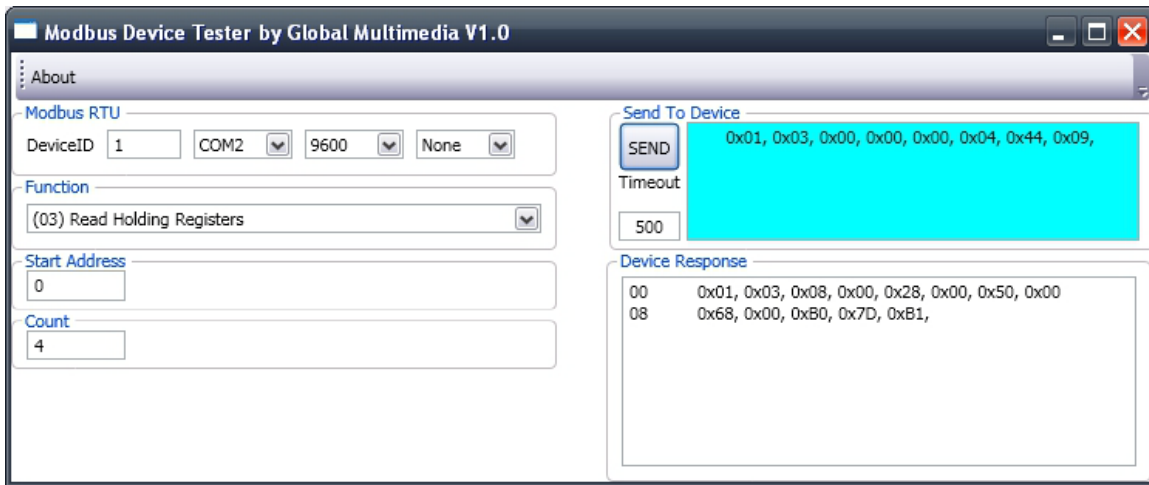 Modbus Device Tester by Global Multimedia V1.0
About
Modbus RTU
DeviceID 1 COM2 9600 None
Function
(03) Read Holding Registers
Start Address
0
Count
4
Send To Device
SEND
0x01, 0x03, 0x00, 0x00, 0x00, 0x04, 0x44, 0x09,
Timeout
500
Device Response
00 0x01, 0x03, 0x08, 0x00, 0x28, 0x00, 0x50, 0x00
08 0x68, 0x00, 0xB0, 0x7D, 0xB1,